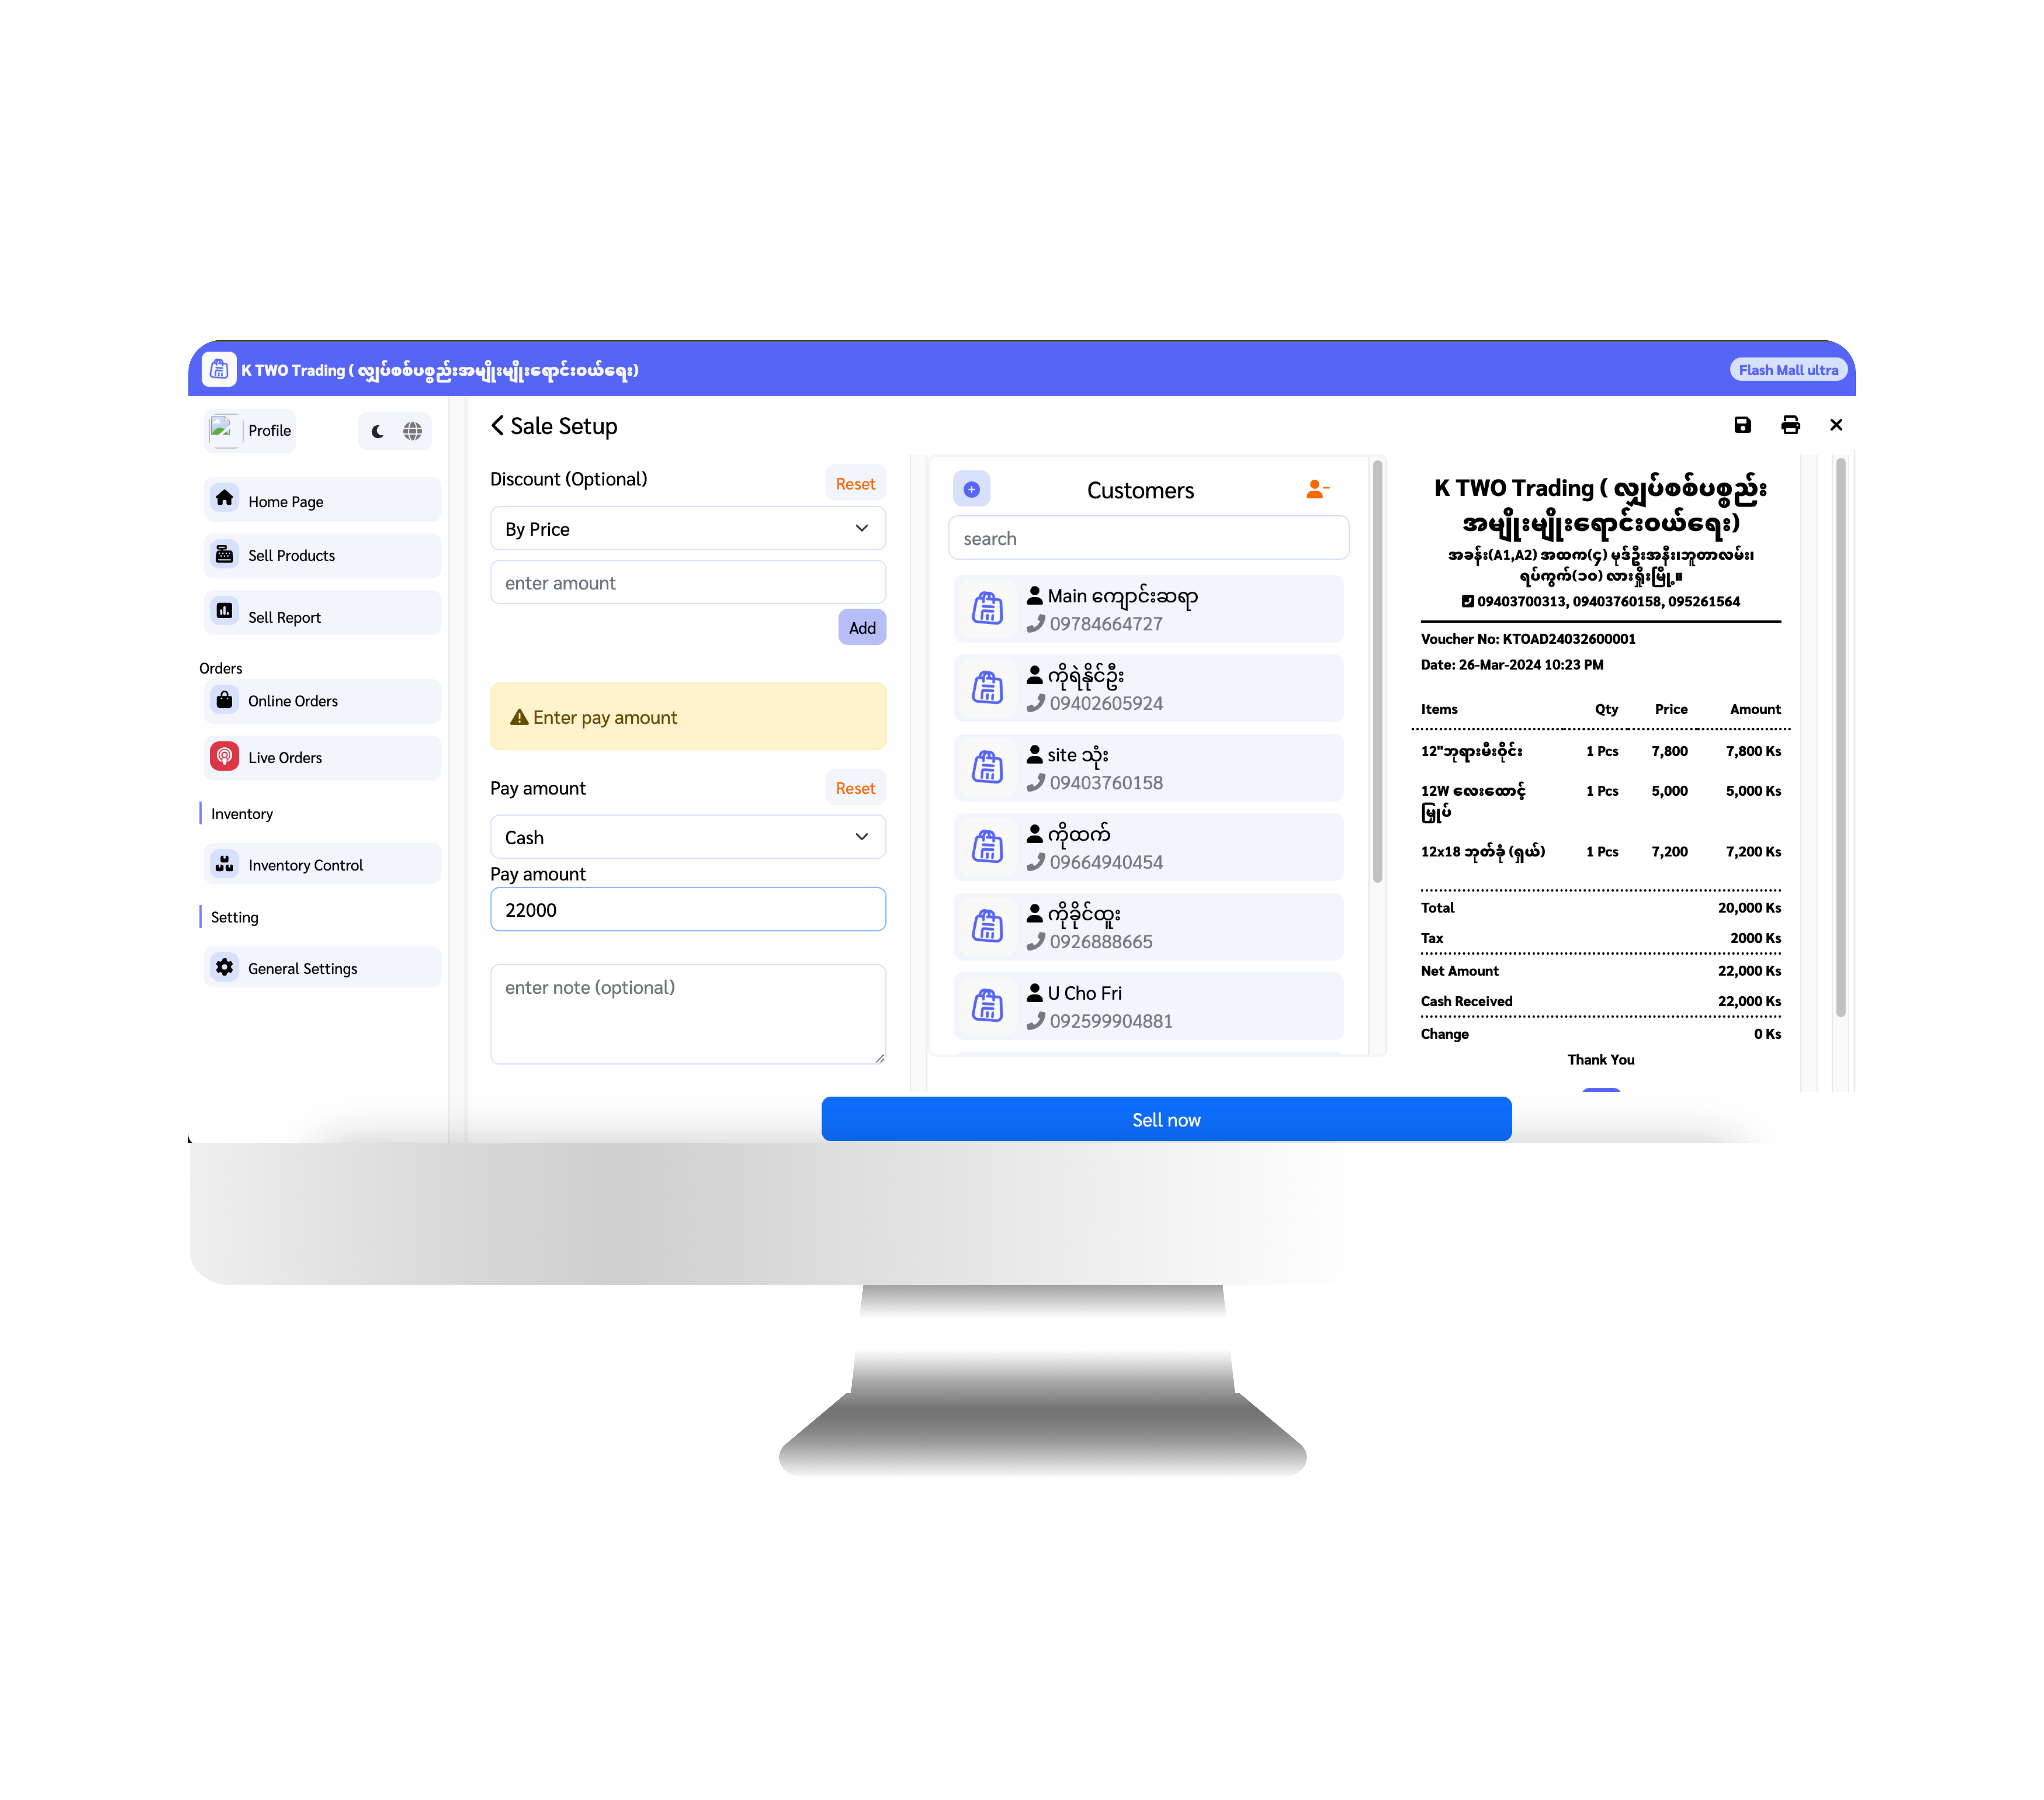 K TWO Trading ( လျှပ်စစ်ပစ္စည်းအမျိုးမျိုးရောင်းဝယ်ရေး)
Flash Mall ultra
Profile
Home Page
Sell Products
Sell Report
Orders
Online Orders
Live Orders
Inventory
Inventory Control
Setting
General Settings
Sale Setup
Discount (Optional)
Reset
By Price
enter amount
Add
Enter pay amount
Pay amount
Reset
Cash
Pay amount
22000
enter note (optional)
Customers
search
Main ကျောင်းဆရာ
09784664727
ကိုရဲနိုင်ဦး
09402605924
site သုံး
09403760158
ကိုထက်
09664940454
ကိုခိုင်ထူး
0926888665
U Cho Fri
092599904881
K TWO Trading ( လျှပ်စစ်ပစ္စည်း
အမျိုးမျိုးရောင်းဝယ်ရေး)
အခန်း(A1,A2) အထက(၄) မုဒ်ဦးအနီး၊ဘူတာလမ်း၊
ရပ်ကွက်(၁၀) လားရှိုးမြို့။
09403700313, 09403760158, 095261564
Voucher No: KTOAD24032600001
Date: 26-Mar-2024 10:23 PM
Items Qty Price Amount
12"ဘုရားမီးဝိုင်း 1 Pcs 7,800 7,800 Ks
12W လေးထောင့် 1 Pcs 5,000 5,000 Ks
မြှုပ်
12x18 ဘုတ်ခုံ (ရှယ်) 1 Pcs 7,200 7,200 Ks
Total 20,000 Ks
Tax 2000 Ks
Net Amount 22,000 Ks
Cash Received 22,000 Ks
Change 0 Ks
Thank You
Sell now